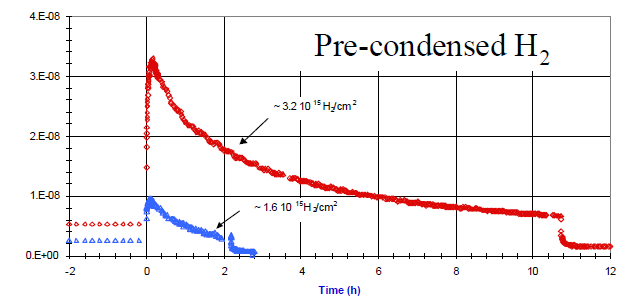 4.E-08
Pre-condensed H2
3.E-08
~ 3.2 10 15 H2/cm2
2.E-08
1.E-08
~ 1.6 10 15 H2/cm2
0.E+00
-2 0 2 4 6 8 10 12
Time (h)